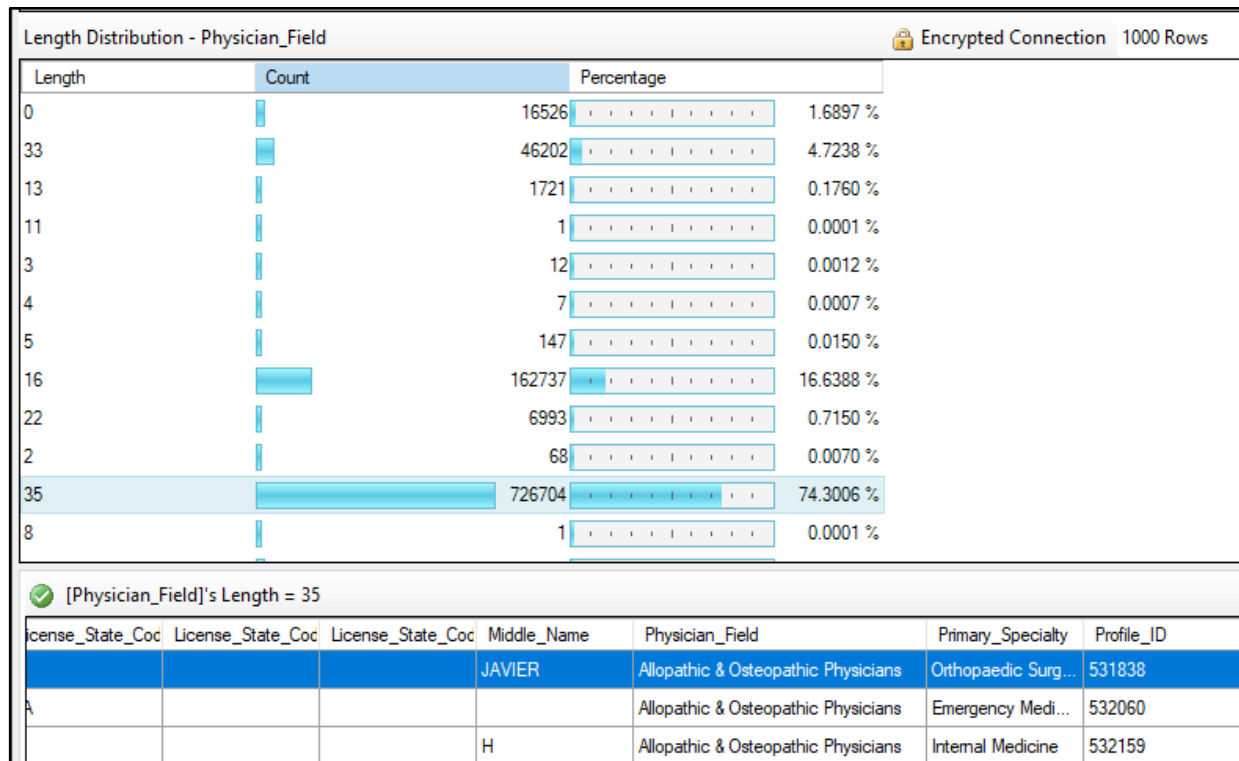 Length Distribution - Physician_Field Encrypted Connection 1000 Rows
Length Count Percentage
0 16526 1.6897 %
33 46202 4.7238 %
13 1721 0.1760 %
11 1 0.0001 %
3 12 0.0012 %
4 7 0.0007 %
5 147 0.0150 %
16 162737 16.6388 %
22 6993 0.7150 %
2 68 0.0070 %
35 726704 74.3006 %
8 1 0.0001 %
[Physician_Field]'s Length = 35
icense_State_Cod License_State_Cod License_State_Cod Middle_Name Physician_Field Primary_Specialty Profile_ID
JAVIER Allopathic & Osteopathic Physicians Orthopaedic Surg... 531838
A Allopathic & Osteopathic Physicians Emergency Medi... 532060
H Allopathic & Osteopathic Physicians Internal Medicine 532159